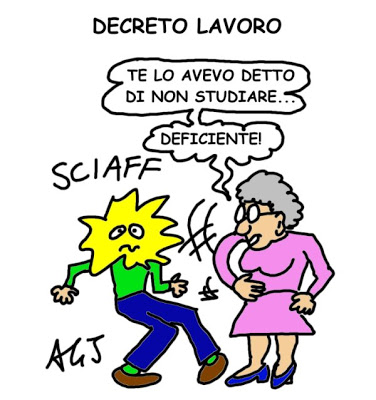 DECRETO LAVORO
TE LO AVEVO DETTO
DI NON STUDIARE...
DEFICIENTE!
SCIAFF
AGJ